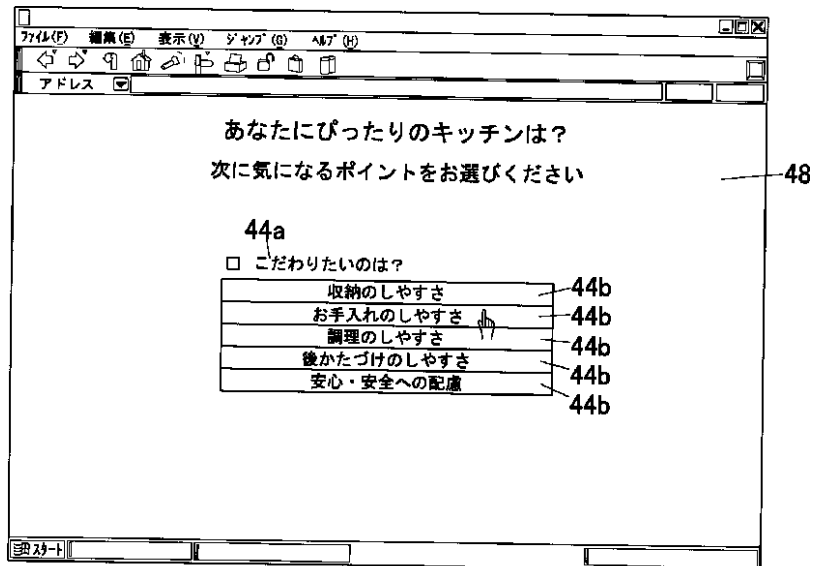 ファイル(F) 編集(E) 表示(V) ジャンプ(G) ヘルプ(H)
アドレス
あなたにぴったりのキッチンは？
次に気になるポイントをお選びください
48
44a
□ こだわりたいのは？
収納のしやすさ 44b
お手入れのしやすさ 44b
調理のしやすさ 44b
後かたづけのしやすさ 44b
安心・安全への配慮 44b
スタート